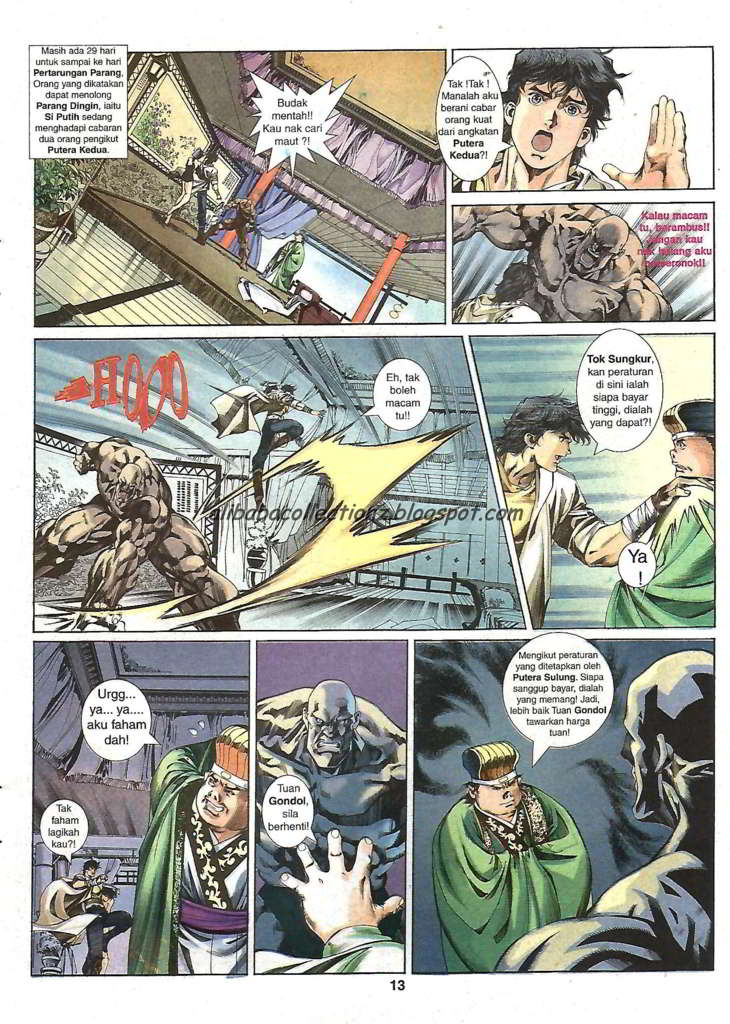 Masih ada 29 hari
untuk sampai ke hari
Pertarungan Parang,
Orang yang dikatakan
dapat menolong
Parang Dingin, iaitu
Si Putih sedang
menghadapi cabaran
dua orang pengikut
Putera Kedua.
Budak
mentah!!
Kau nak cari
maut ?!
Tak !Tak !
Manalah aku
berani cabar
orang kuat
dari angkatan
Putera
Kedua?!
Kalau macam
tu, berambus!!
Jangan kau
nak halang aku
berseronok!!
HOOO
Eh, tak
boleh
macam
tu!!
Tok Sungkur,
kan peraturan
di sini ialah
siapa bayar
tinggi, dialah
yang dapat?!
Ya
!
alibabacollectionz.blogspot.com
Urgg...
ya... ya....
aku faham
dah!
Tak
faham
lagikah
kau?!
Tuan
Gondol,
sila
berhenti!
Mengikut peraturan
yang ditetapkan oleh
Putera Sulung. Siapa
sanggup bayar, dialah
yang memang! Jadi,
lebih baik Tuan Gondol
tawarkan harga
tuan!
13